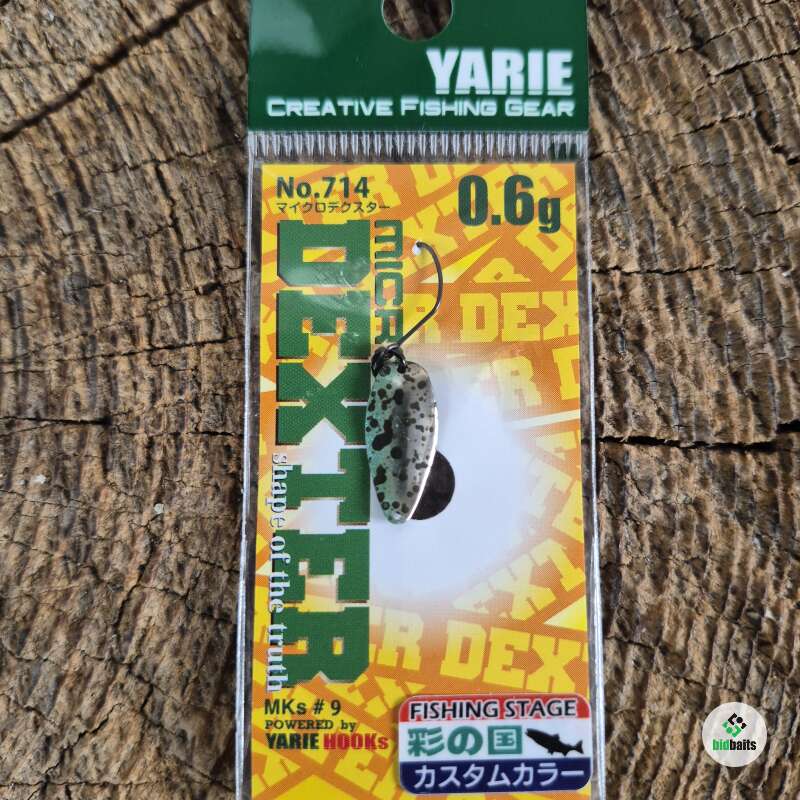 YARIE
CREATIVE FISHING GEAR
No.714
マイクロデクスター
0.6g
MICR
DEXTER
shape of the truth
MKs # 9
POWERED by
YARIE HOOKs
FISHING STAGE
彩の国
カスタムカラー
bidbaits